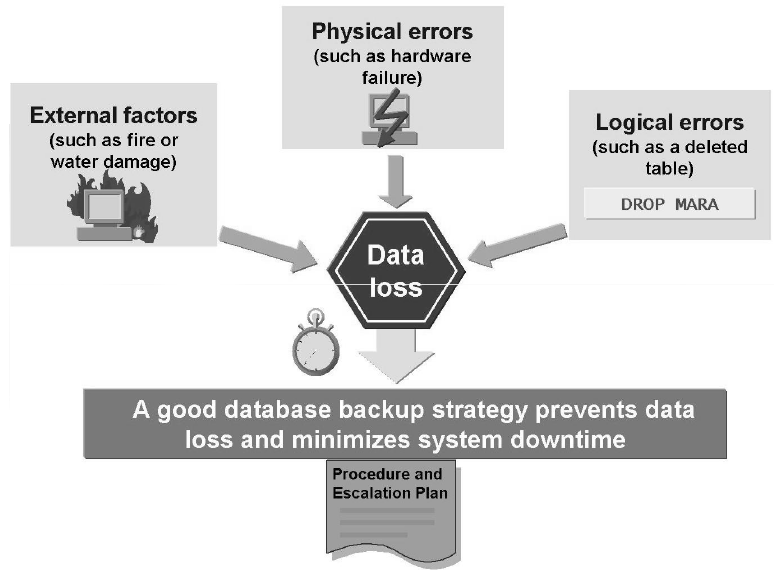 Physical errors
(such as hardware
failure)
External factors
(such as fire or
water damage)
Logical errors
(such as a deleted
table)
DROP MARA
Data
loss
A good database backup strategy prevents data
loss and minimizes system downtime
Procedure and
Escalation Plan